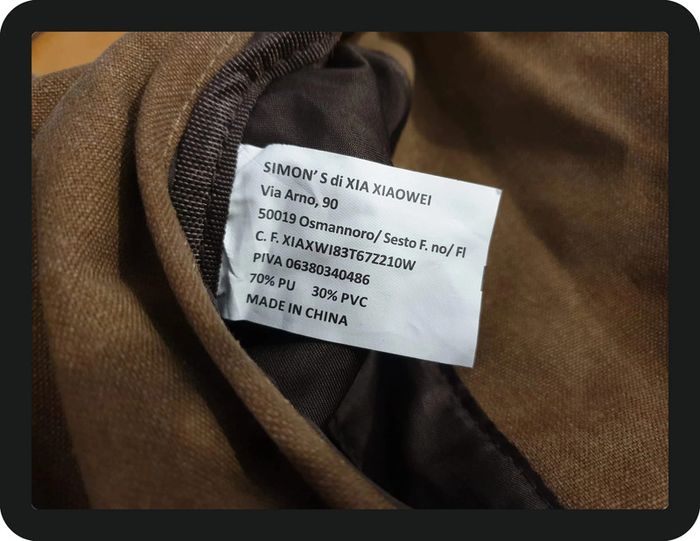 SIMON' S di XIA XIAOWEI
Via Arno, 90
50019 Osmannoro/ Sesto F. no/ FI
C. F. XIAXWI83T67Z210W
PIVA 06380340486
70% PU 30% PVC
MADE IN CHINA